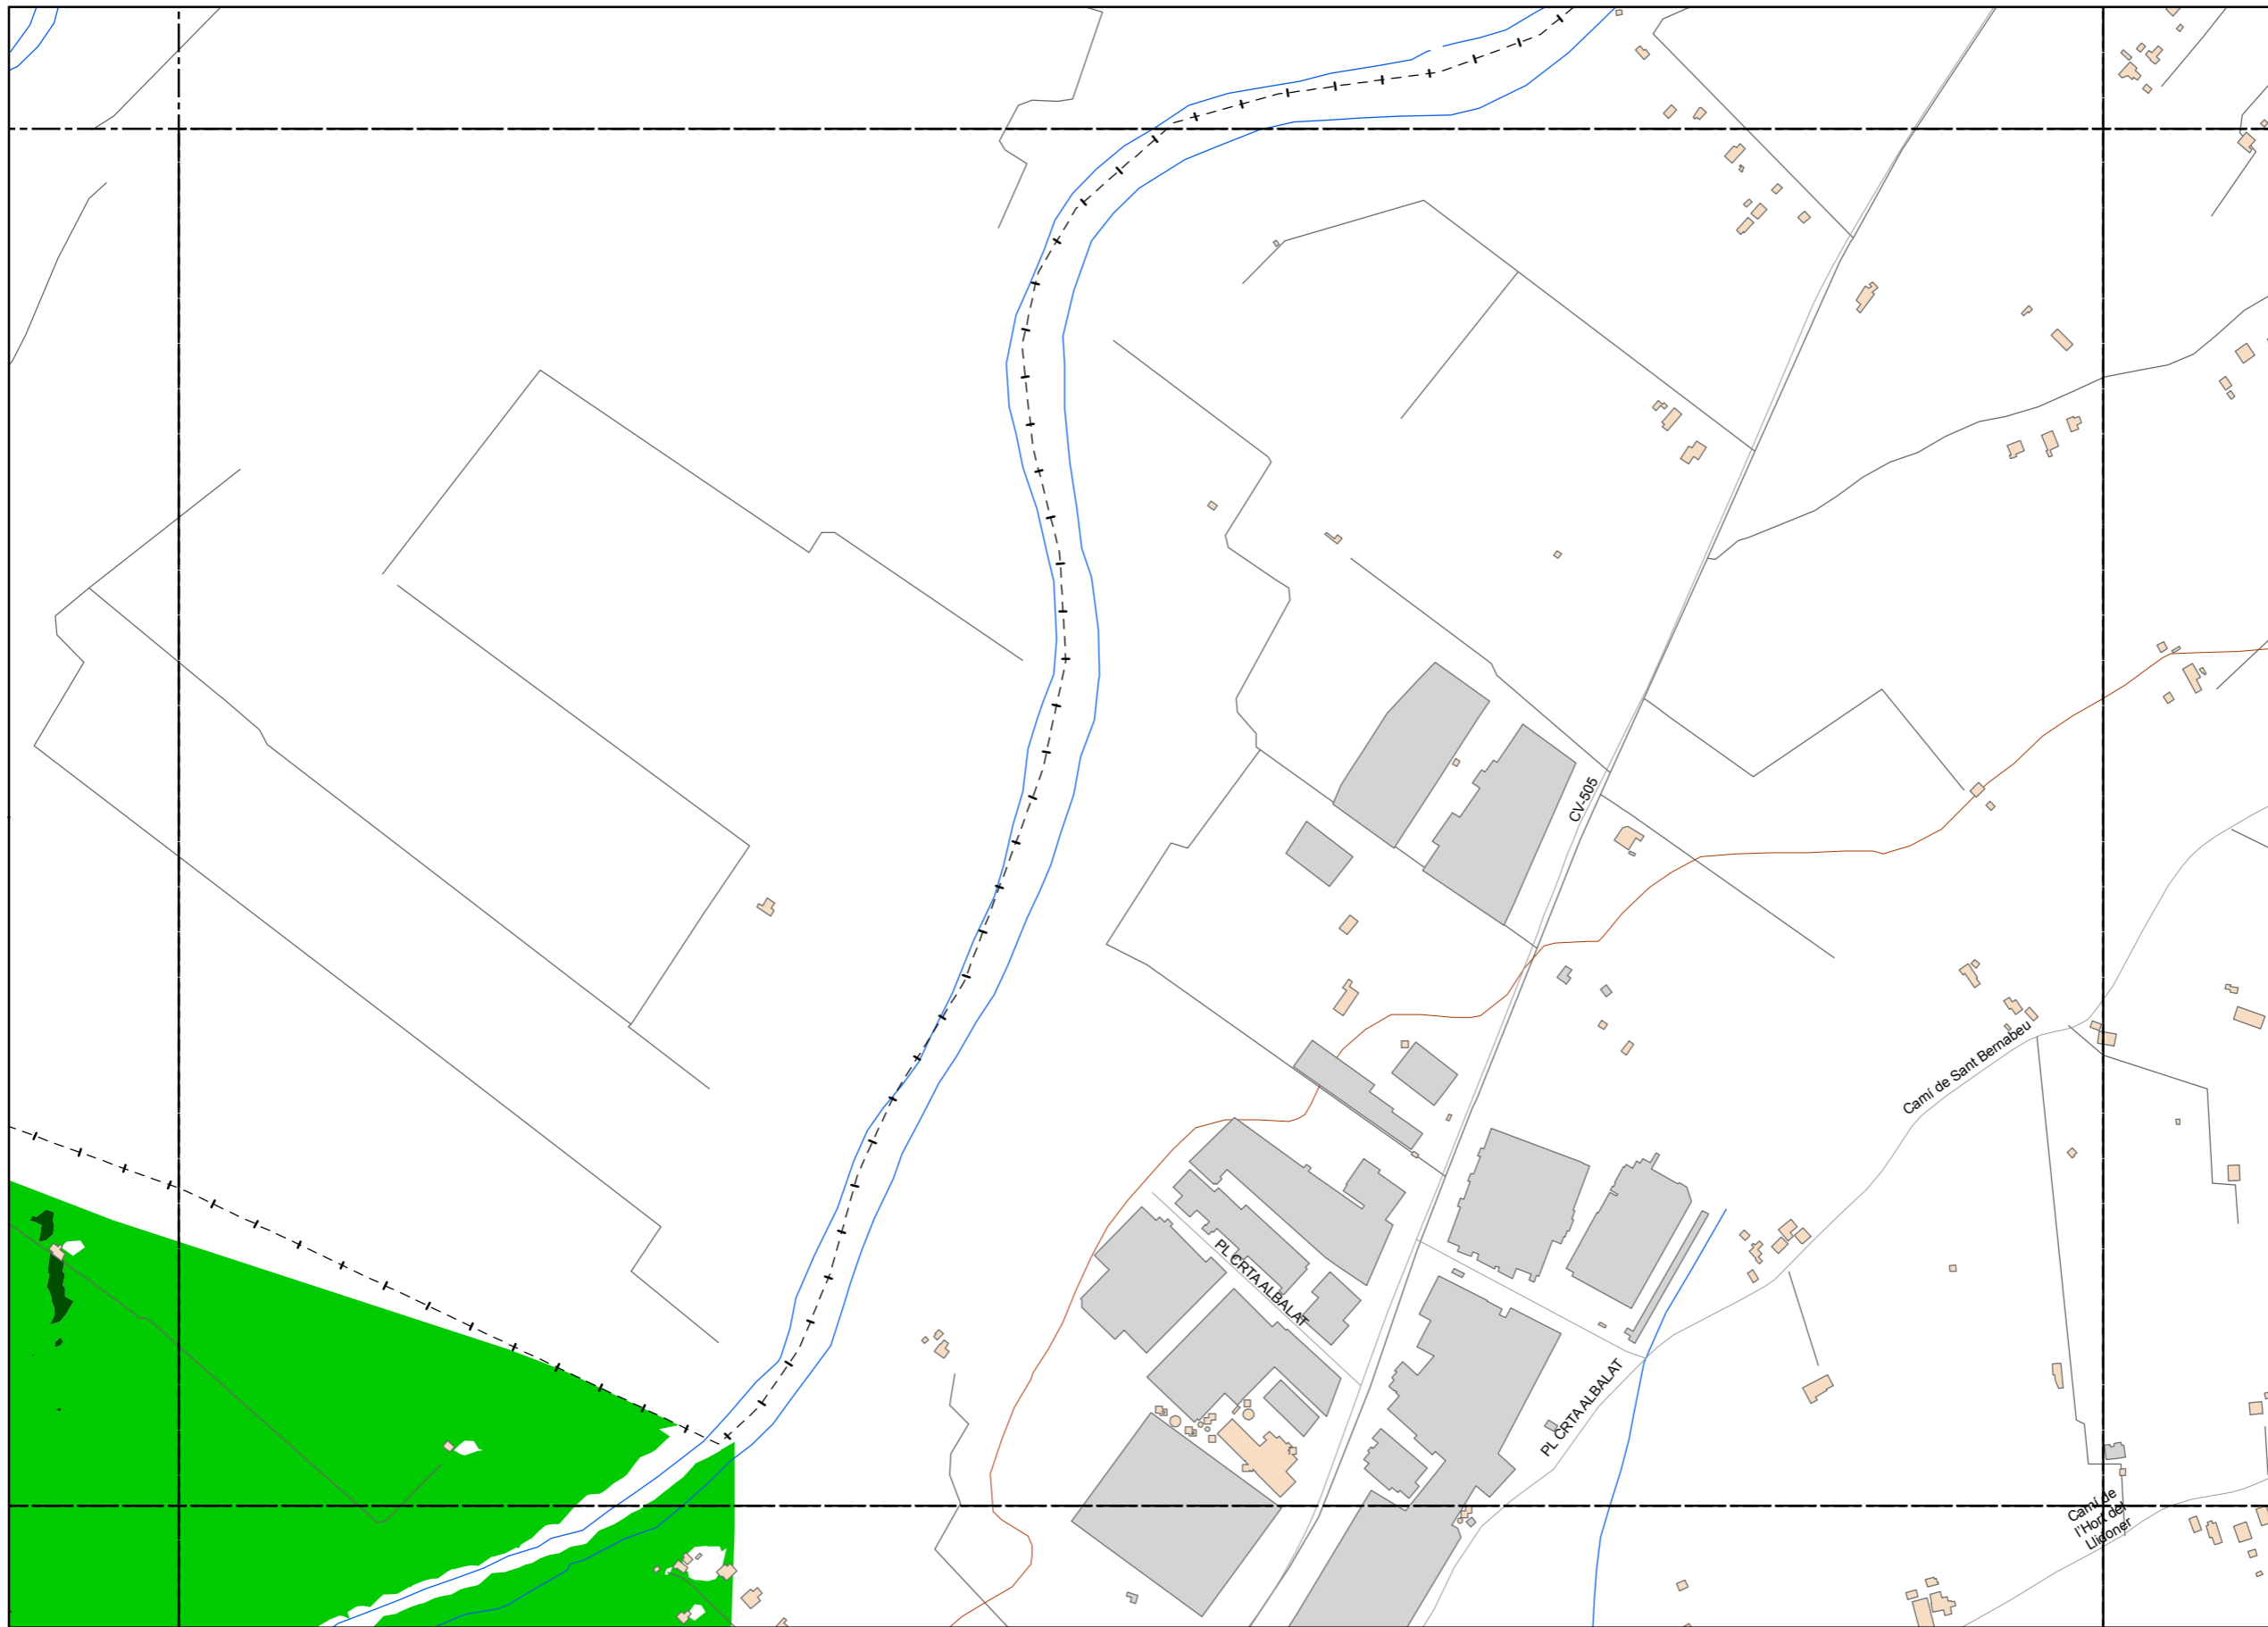 CV-505
Camí de Sant Bernabeu
PL CRTA ALBALAT
PL CRTA ALBALAT
Camí de
l'Hort del
Llidoner